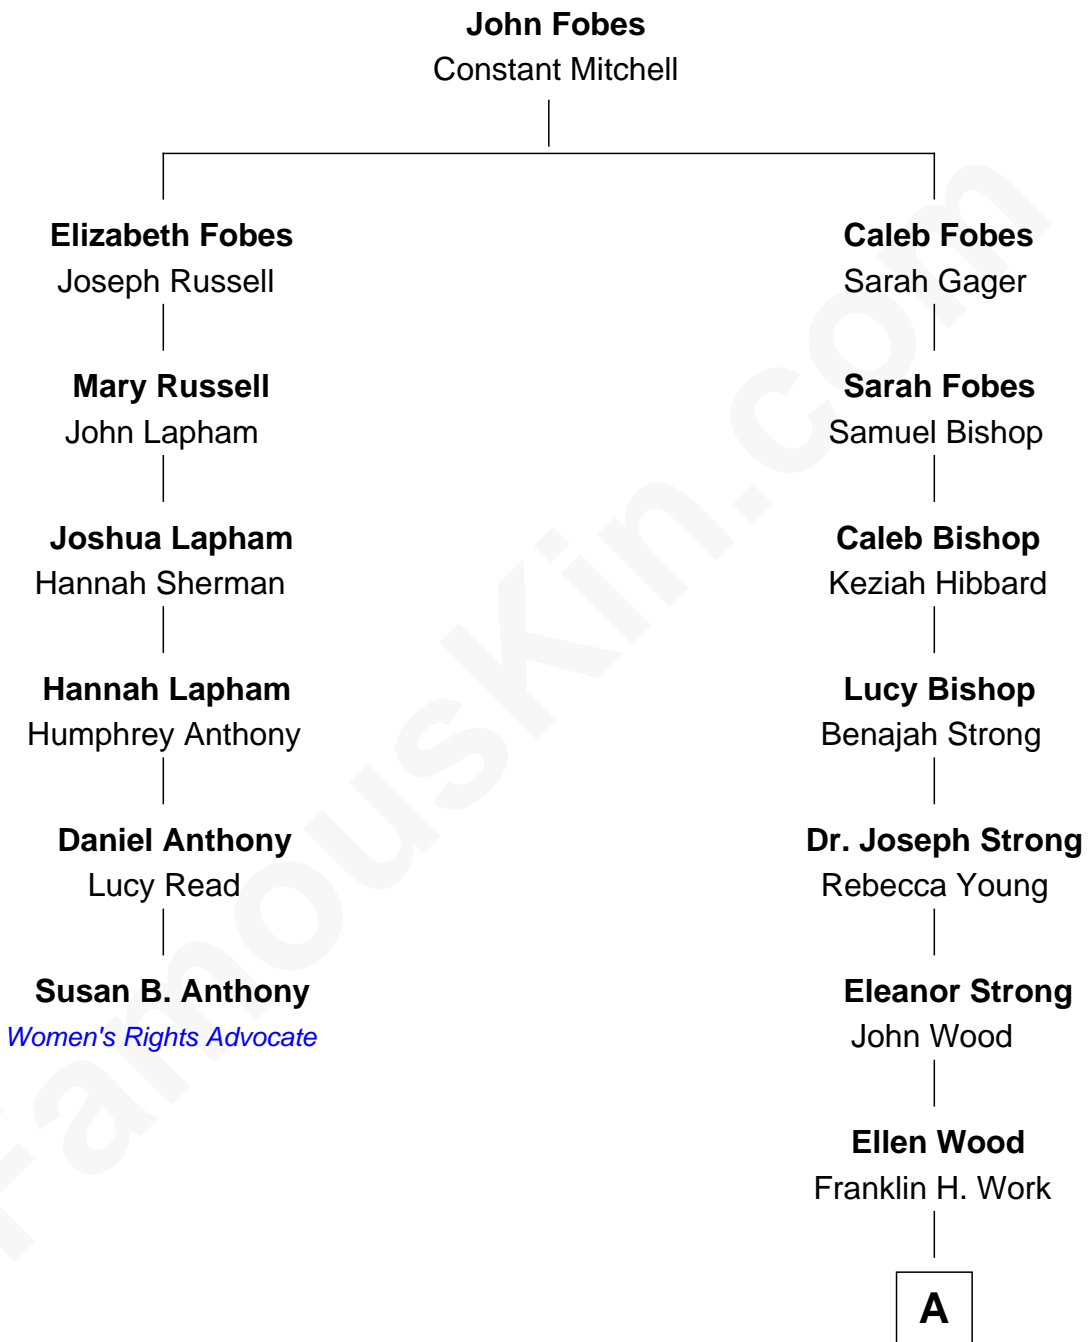 John Fobes
Constant Mitchell
Elizabeth Fobes
Joseph Russell
Mary Russell
John Lapham
Joshua Lapham
Hannah Sherman
Hannah Lapham
Humphrey Anthony
Daniel Anthony
Lucy Read
Susan B. Anthony
Women's Rights Advocate
Caleb Fobes
Sarah Gager
Sarah Fobes
Samuel Bishop
Caleb Bishop
Keziah Hibbard
Lucy Bishop
Benajah Strong
Dr. Joseph Strong
Rebecca Young
Eleanor Strong
John Wood
Ellen Wood
Franklin H. Work
A
FamousKin.com